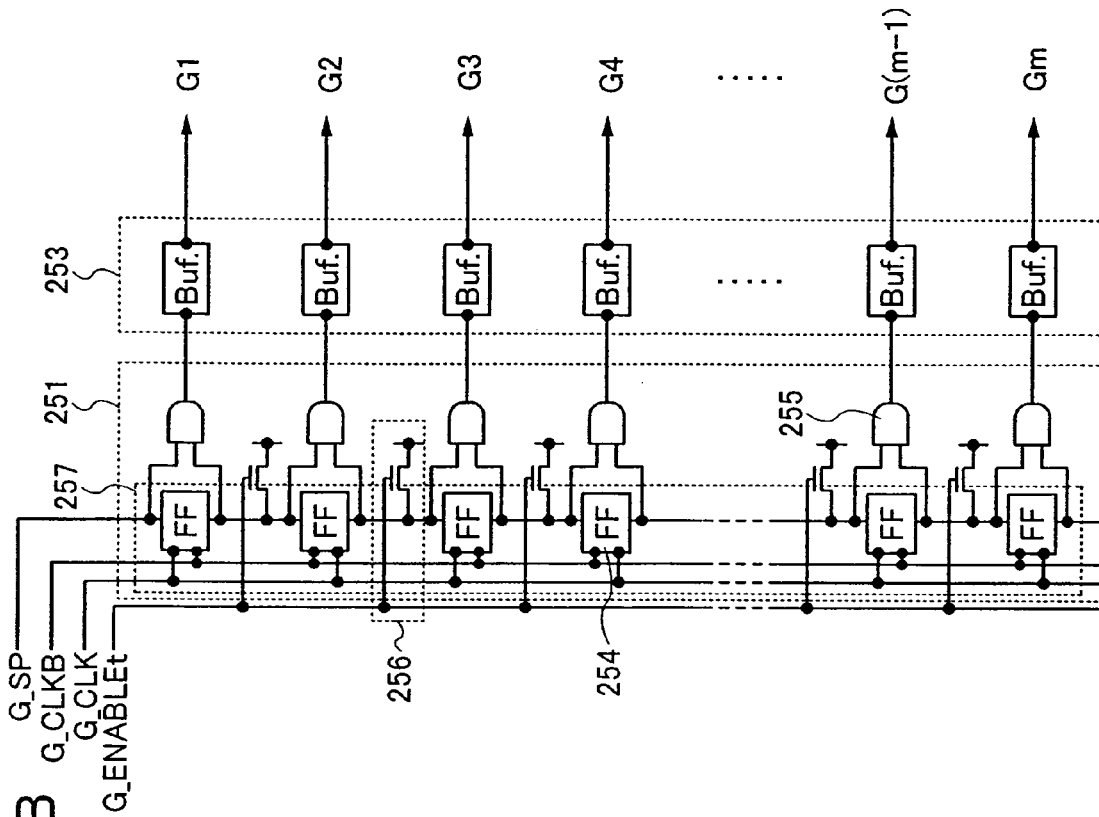 G_SP
G_CLKB
G_CLK
G_ENABLEt
B
257
251
253
FF
Buf.
G1
FF
Buf.
G2
256
FF
Buf.
G3
254
FF
Buf.
G4
.....
.....
255
FF
Buf.
G(m-1)
FF
Buf.
Gm